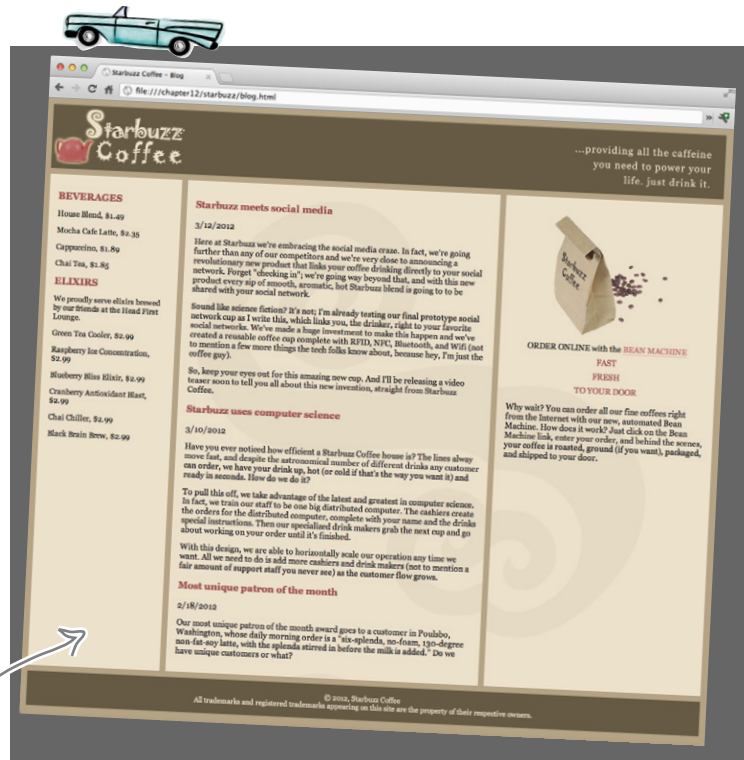 Starbuzz Coffee - Blog
file:///chapter12/starbuzz/blog.html
Starbuzz
Coffee
...providing all the caffeine
you need to power your
life. just drink it.
BEVERAGES
House Blend, $1.49
Mocha Cafe Latte, $2.35
Cappuccino, $1.89
Chai Tea, $1.85
ELIXIRS
We proudly serve elixirs brewed
by our friends at the Head First
Lounge.
Green Tea Cooler, $2.99
Raspberry Ice Concentration,
$2.99
Blueberry Bliss Elixir, $2.99
Cranberry Antioxidant Blast,
$2.99
Chai Chiller, $2.99
Black Brain Brew, $2.99
Starbuzz meets social media
3/12/2012
Here at Starbuzz we're embracing the social media craze. In fact, we're going
further than any of our competitors and we're very close to announcing a
revolutionary new product that links your coffee drinking directly to your social
network. Forget "checking in"; we're going way beyond that, and with this new
product every sip of smooth, aromatic, hot Starbuzz blend is going to to be
shared with your social network.
Sound like science fiction? It's not; I'm already testing our final prototype social
network cup as I write this, which links you, the drinker, right to your favorite
social networks. We've made a huge investment to make this happen and we've
created a reusable coffee cup complete with RFID, NFC, Bluetooth, and Wifi (not
to mention a few more things the tech folks know about, because hey, I'm just the
coffee guy).
So, keep your eyes out for this amazing new cup. And I'll be releasing a video
teaser soon to tell you all about this new invention, straight from Starbuzz
Coffee.
Starbuzz uses computer science
3/10/2012
Have you ever noticed how efficient a Starbuzz Coffee house is? The lines alway
move fast, and despite the astronomical number of different drinks any customer
can order, we have your drink up, hot (or cold if that's the way you want it) and
ready in seconds. How do we do it?
To pull this off, we take advantage of the latest and greatest in computer science.
In fact, we train our staff to be one big distributed computer. The cashiers create
the orders for the distributed computer, complete with your name and the drinks
special instructions. Then our specialized drink makers grab the next cup and go
about working on your order until it's finished.
With this design, we are able to horizontally scale our operation any time we
want. All we need to do is add more cashiers and drink makers (not to mention a
fair amount of support staff you never see) as the customer flow grows.
Most unique patron of the month
2/18/2012
Our most unique patron of the month award goes to a customer in Poulsbo,
Washington, whose daily morning order is a "six-splenda, no-foam, 130-degree
non-fat-soy latte, with the splenda stirred in before the milk is added." Do we
have unique customers or what?
Starbuzz
Coffee
ORDER ONLINE with the BEAN MACHINE
FAST
FRESH
TO YOUR DOOR
Why wait? You can order all our fine coffees right
from the Internet with our new, automated Bean
Machine. How does it work? Just click on the Bean
Machine link, enter your order, and behind the scenes,
your coffee is roasted, ground (if you want), packaged,
and shipped to your door.
© 2012, Starbuzz Coffee
All trademarks and registered trademarks appearing on this site are the property of their respective owners.